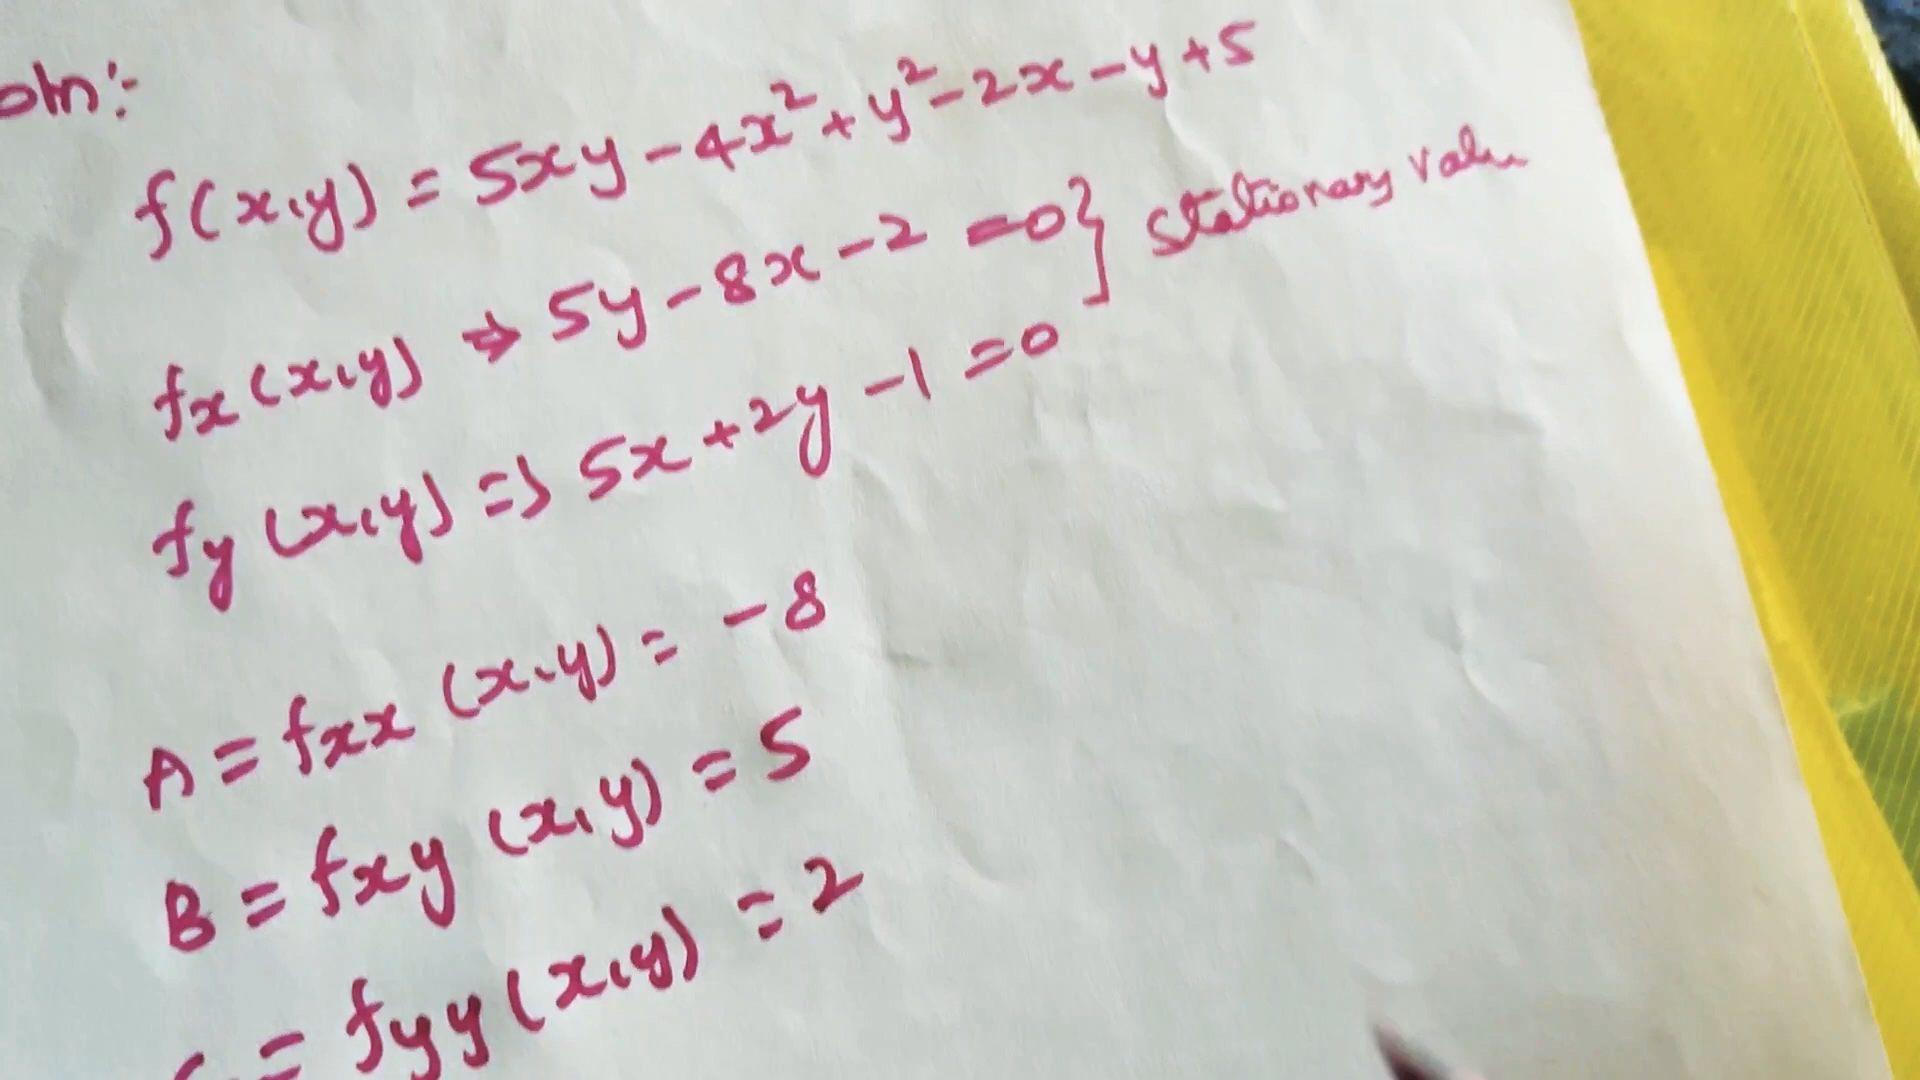 oln:-
f(x,y) = 5xy - 4x² + y² - 2x - y + 5
fx(x,y) ⇒ 5y - 8x - 2 = 0 } stationary value
fy(x,y) ⇒ 5x + 2y - 1 = 0
A = fxx(x,y) = -8
B = fxy(x,y) = 5
= fyy(x,y) = 2